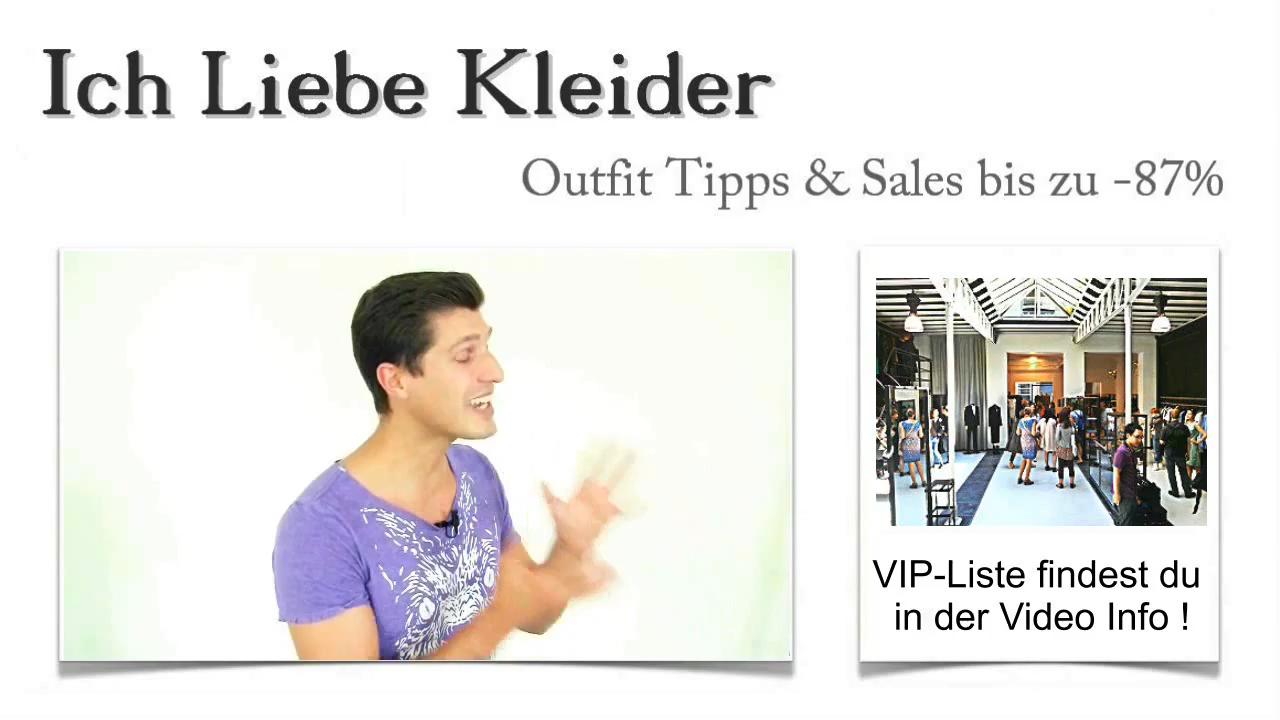 Ich Liebe Kleider
Outfit Tipps & Sales bis zu -87%
VIP-Liste findest du
in der Video Info !